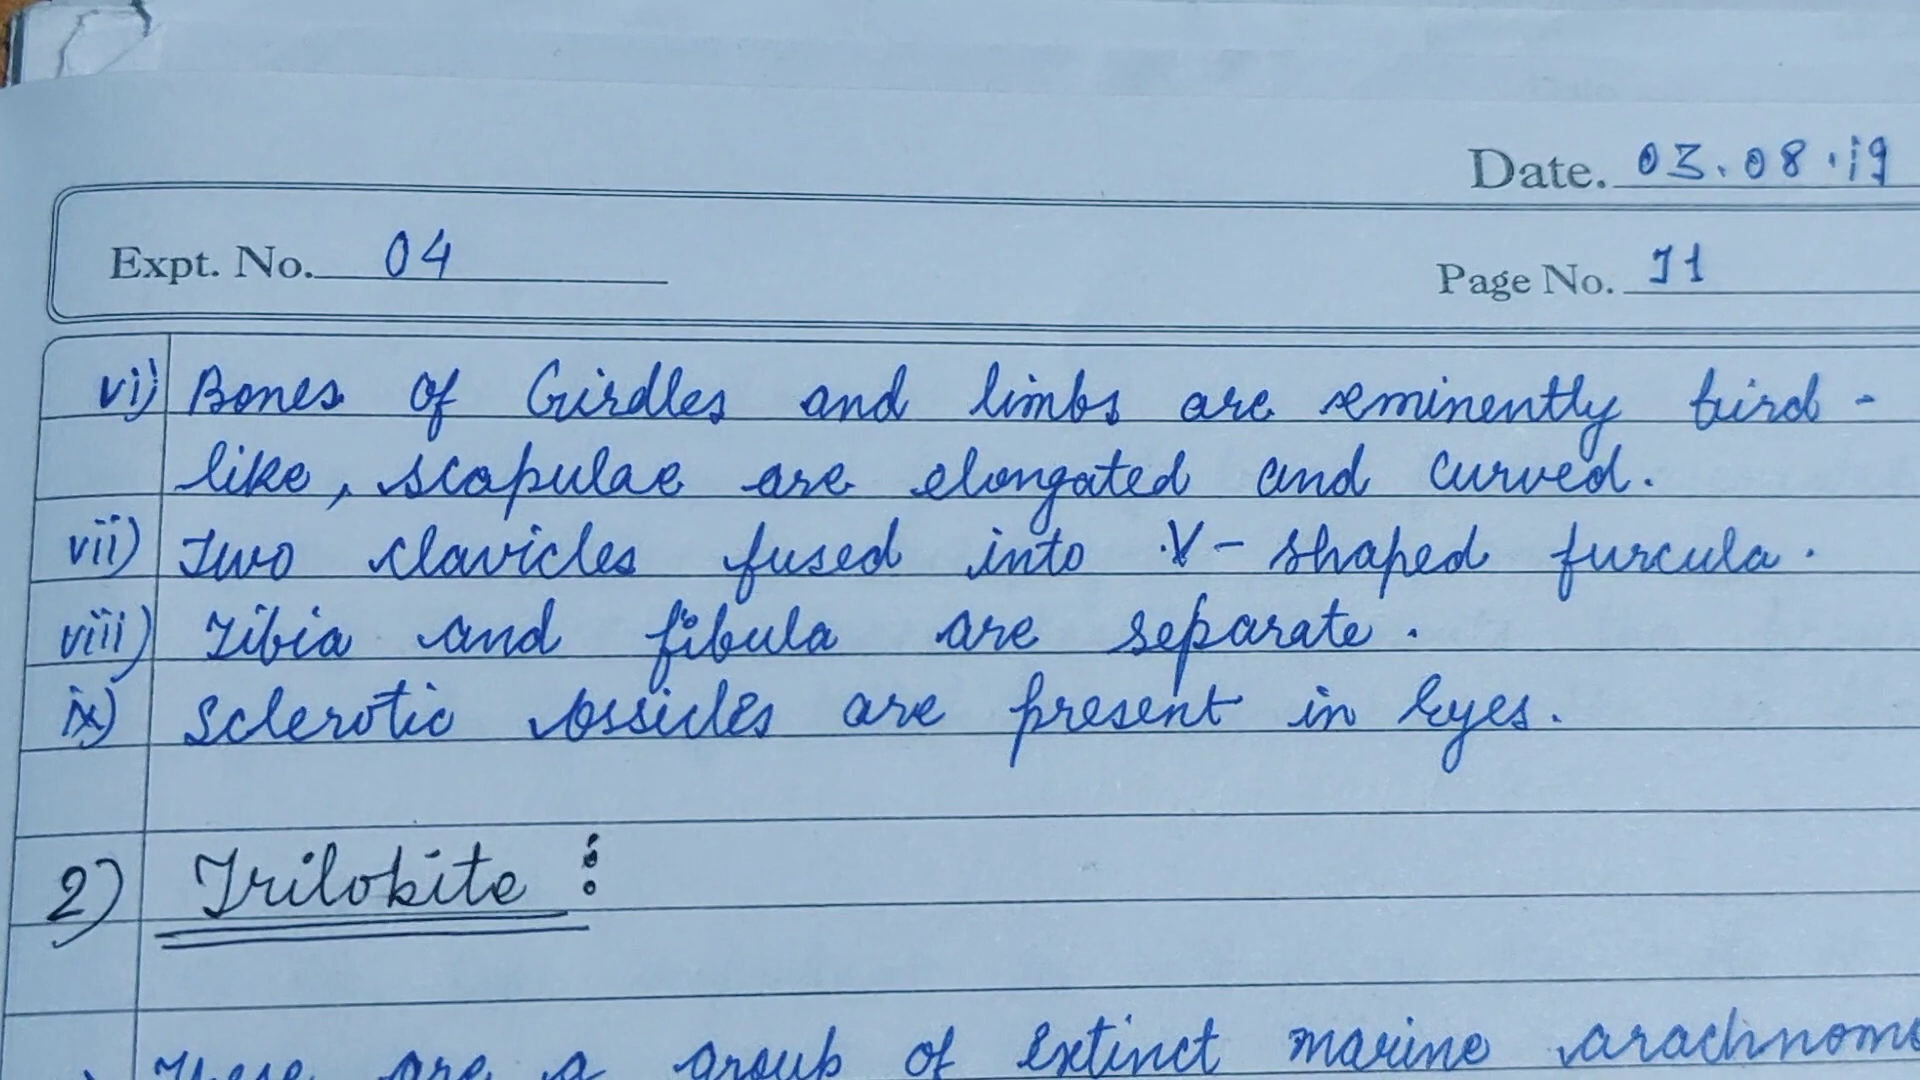 Date. 03.08.19
Expt. No. 04
Page No. 11
vi) Bones of Girdles and limbs are eminently bird-
like, scapulae are elongated and curved.
vii) Two clavicles fused into V-shaped furcula.
viii) Tibia and fibula are separate.
ix) Sclerotic ossicles are present in Eyes.
2) Trilobite :
These are a group of Extinct marine